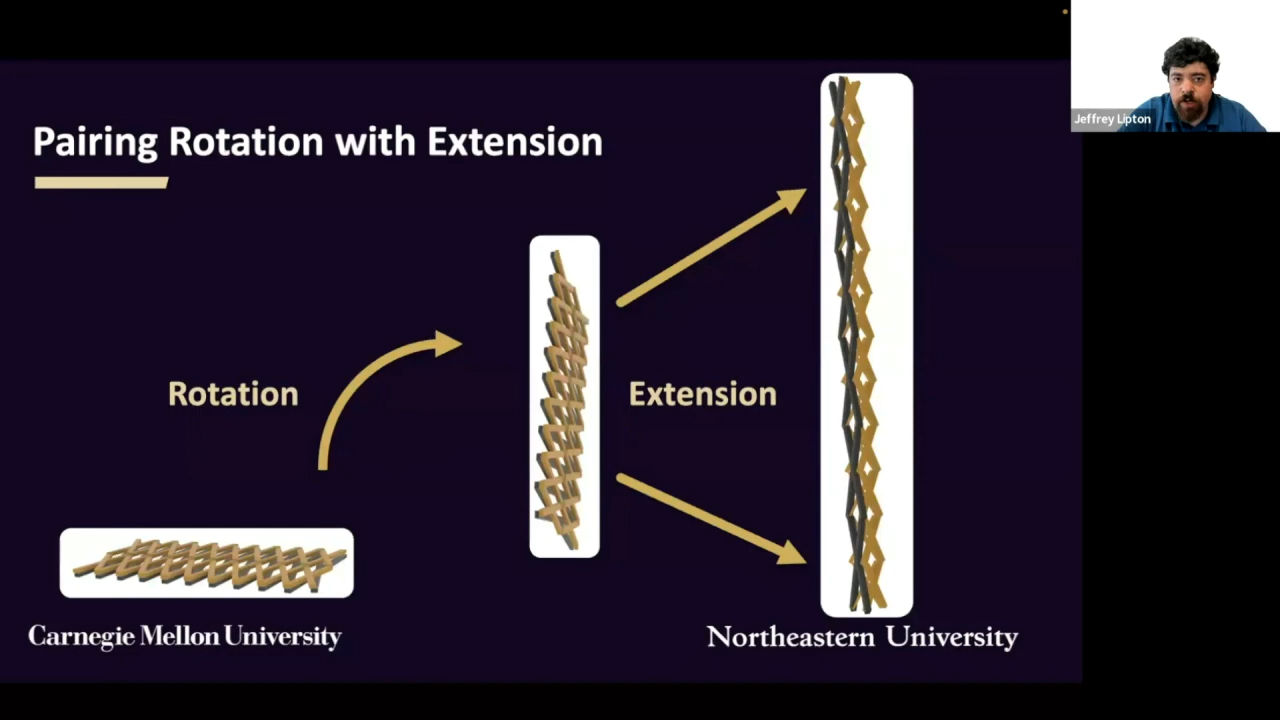 Jeffrey Lipton
Pairing Rotation with Extension
Rotation
Extension
Carnegie Mellon University
Northeastern University